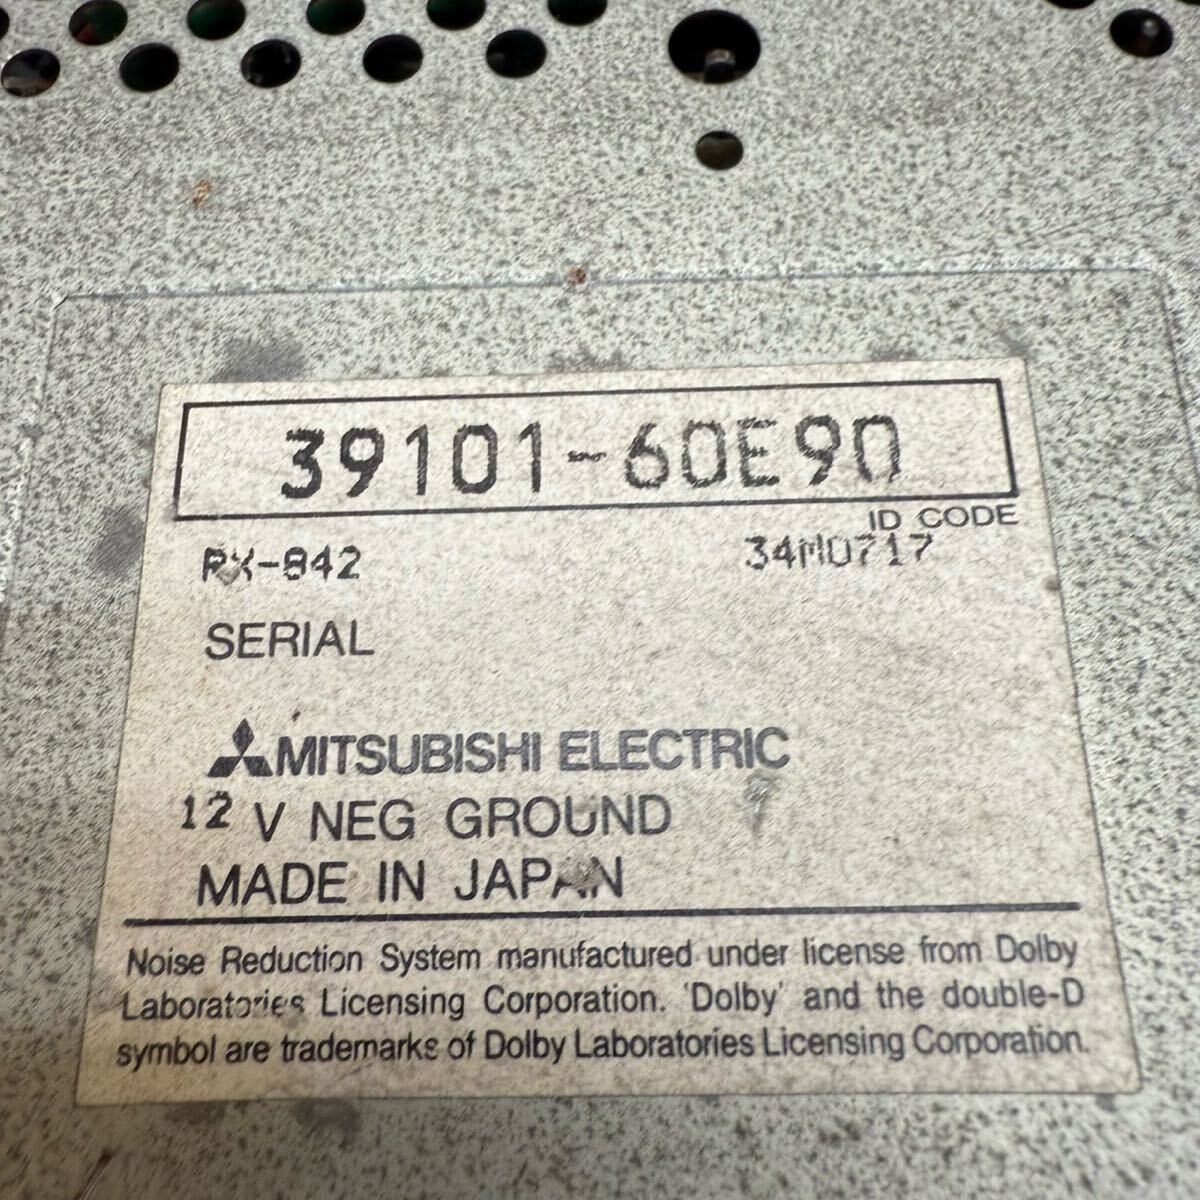 39101-60E90
ID CODE
RX-842 34M0717
SERIAL
MITSUBISHI ELECTRIC
12 V NEG GROUND
MADE IN JAPAN
Noise Reduction System manufactured under license from Dolby
Laboratories Licensing Corporation. 'Dolby' and the double-D
symbol are trademarks of Dolby Laboratories Licensing Corporation.